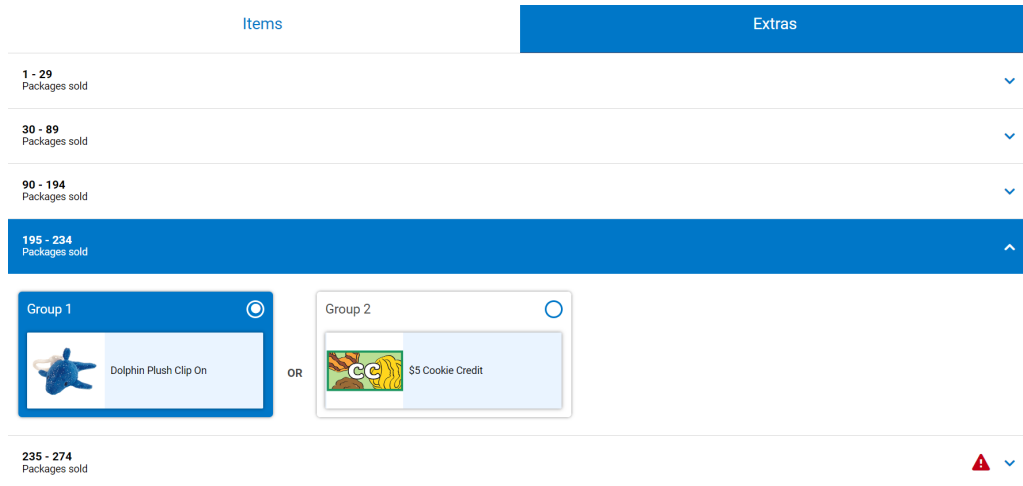 Items
Extras
1 - 29
Packages sold
30 - 89
Packages sold
90 - 194
Packages sold
195 - 234
Packages sold
Group 1
Dolphin Plush Clip On
OR
Group 2
CC
$5 Cookie Credit
235 - 274
Packages sold